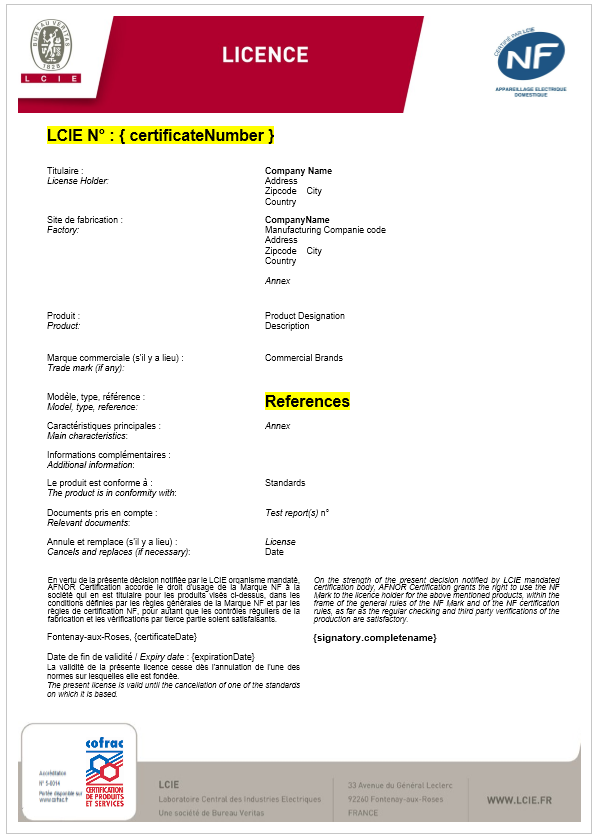 BUREAU VERITAS
1828
LCIE
LICENCE
CERTIFIÉ PAR LCIE
NF
APPAREILLAGE ELECTRIQUE
DOMESTIQUE
LCIE N° : { certificateNumber }
Titulaire :
License Holder:
Company Name
Address
Zipcode City
Country
Site de fabrication :
Factory:
CompanyName
Manufacturing Companie code
Address
Zipcode City
Country
Annex
Produit :
Product:
Product Designation
Description
Marque commerciale (s'il y a lieu) :
Trade mark (if any):
Commercial Brands
Modèle, type, référence :
Model, type, reference:
References
Caractéristiques principales :
Main characteristics:
Annex
Informations complémentaires :
Additional information:
Le produit est conforme à :
The product is in conformity with:
Standards
Documents pris en compte :
Relevant documents:
Test report(s) n°
Annule et remplace (s'il y a lieu) :
Cancels and replaces (if necessary):
License
Date
En vertu de la présente décision notifiée par le LCIE organisme mandaté,
AFNOR Certification accorde le droit d'usage de la Marque NF à la
société qui en est titulaire pour les produits visés ci-dessus, dans les
conditions définies par les règles générales de la Marque NF et par les
règles de certification NF, pour autant que les contrôles réguliers de la
fabrication et les vérifications par tierce partie soient satisfaisants.
On the strength of the present decision notified by LCIE mandated
certification body, AFNOR Certification grants the right to use the NF
Mark to the licence holder for the above mentioned products, within the
frame of the general rules of the NF Mark and of the NF certification
rules, as far as the regular checking and third party verifications of the
production are satisfactory.
Fontenay-aux-Roses, {certificateDate}
{signatory.completename}
Date de fin de validité / Expiry date : {expirationDate}
La validité de la présente licence cesse dès l'annulation de l'une des
normes sur lesquelles elle est fondée.
The present license is valid until the cancellation of one of the standards
on which it is based.
cofrac
CERTIFICATION
DE PRODUITS
ET SERVICES
Accréditation
N° 5-0014
Portée disponible sur
www.cofrac.fr
LCIE
Laboratoire Central des Industries Electriques
Une société de Bureau Veritas
33 Avenue du Général Leclerc
92260 Fontenay-aux-Roses
FRANCE
WWW.LCIE.FR